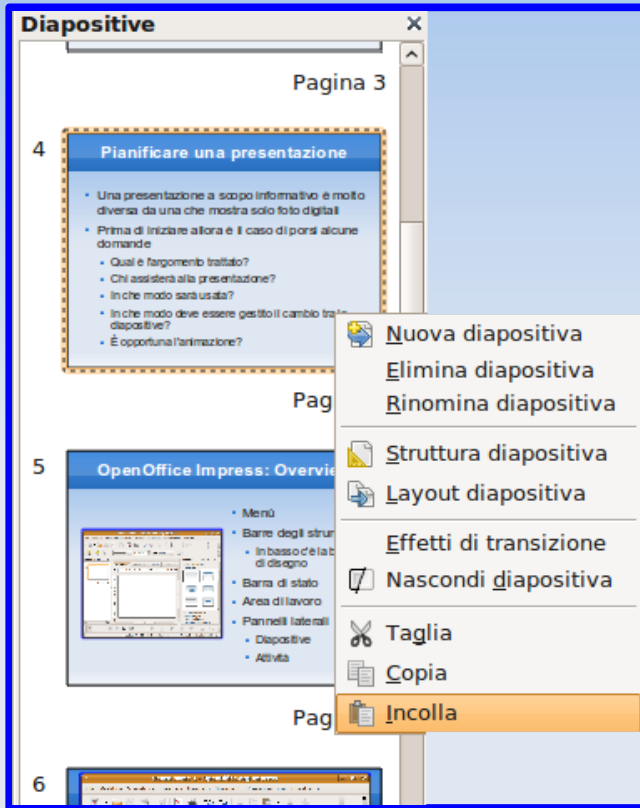 Diapositive
Pagina 3
4
Pianificare una presentazione
Una presentazione a scopo informativo è molto
diversa da una che mostra solo foto digitali
Prima di iniziare allora è il caso di porsi alcune
domande
Qual è l'argomento trattato?
Chi assisterà alla presentazione?
In che modo sarà usata?
In che modo deve essere gestito il cambio tra le
diapositive?
È opportuna l'animazione?
Pag
5
OpenOffice Impress: Overvie
Menù
Barre degli strur
In basso c'è la b
di disegno
Barra di stato
Area di lavoro
Pannelli laterali
Diapositive
Attività
Pag
6
Nuova diapositiva
Elimina diapositiva
Rinomina diapositiva
Struttura diapositiva
Layout diapositiva
Effetti di transizione
Nascondi diapositiva
Taglia
Copia
Incolla